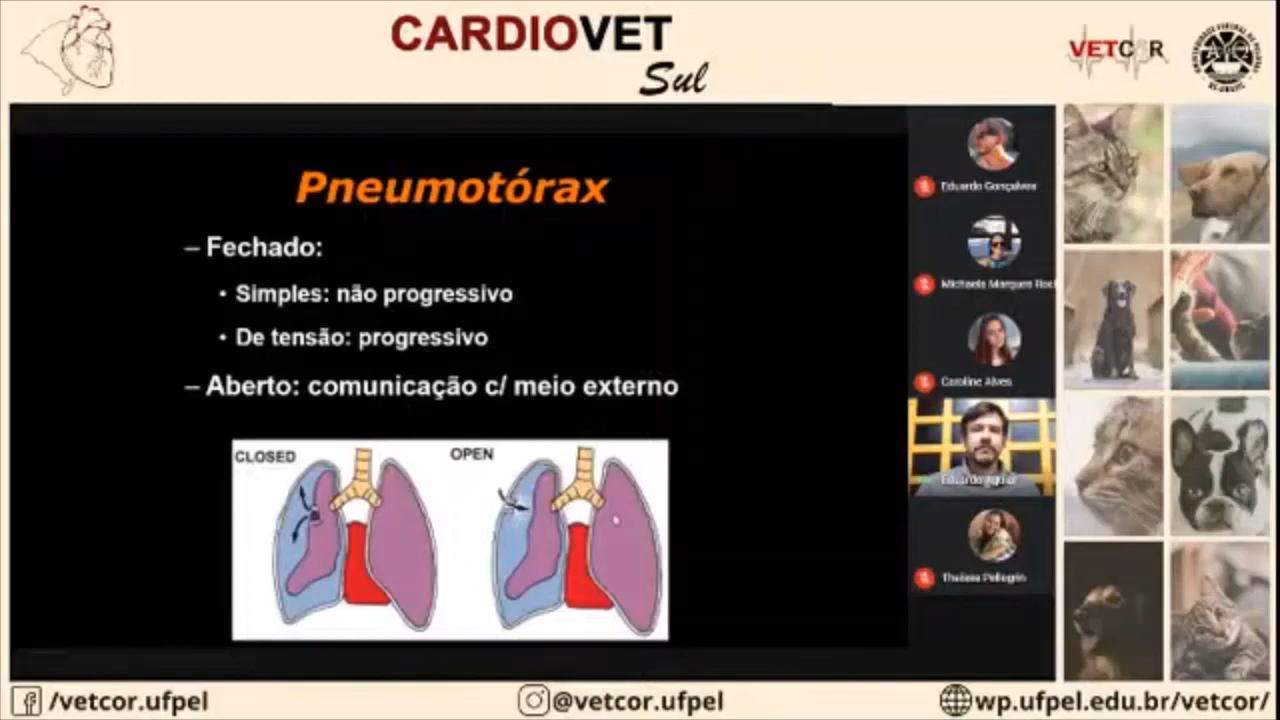 CARDIOVET
Sul
VETCOR
Pneumotórax
– Fechado:
• Simples: não progressivo
• De tensão: progressivo
– Aberto: comunicação c/ meio externo
CLOSED
OPEN
Eduardo Gonçalves
Michaela Marques Roc
Caroline Alves
Eduardo Aguiar
Thaíssa Pellegrin
/vetcor.ufpel
@vetcor.ufpel
wp.ufpel.edu.br/vetcor/